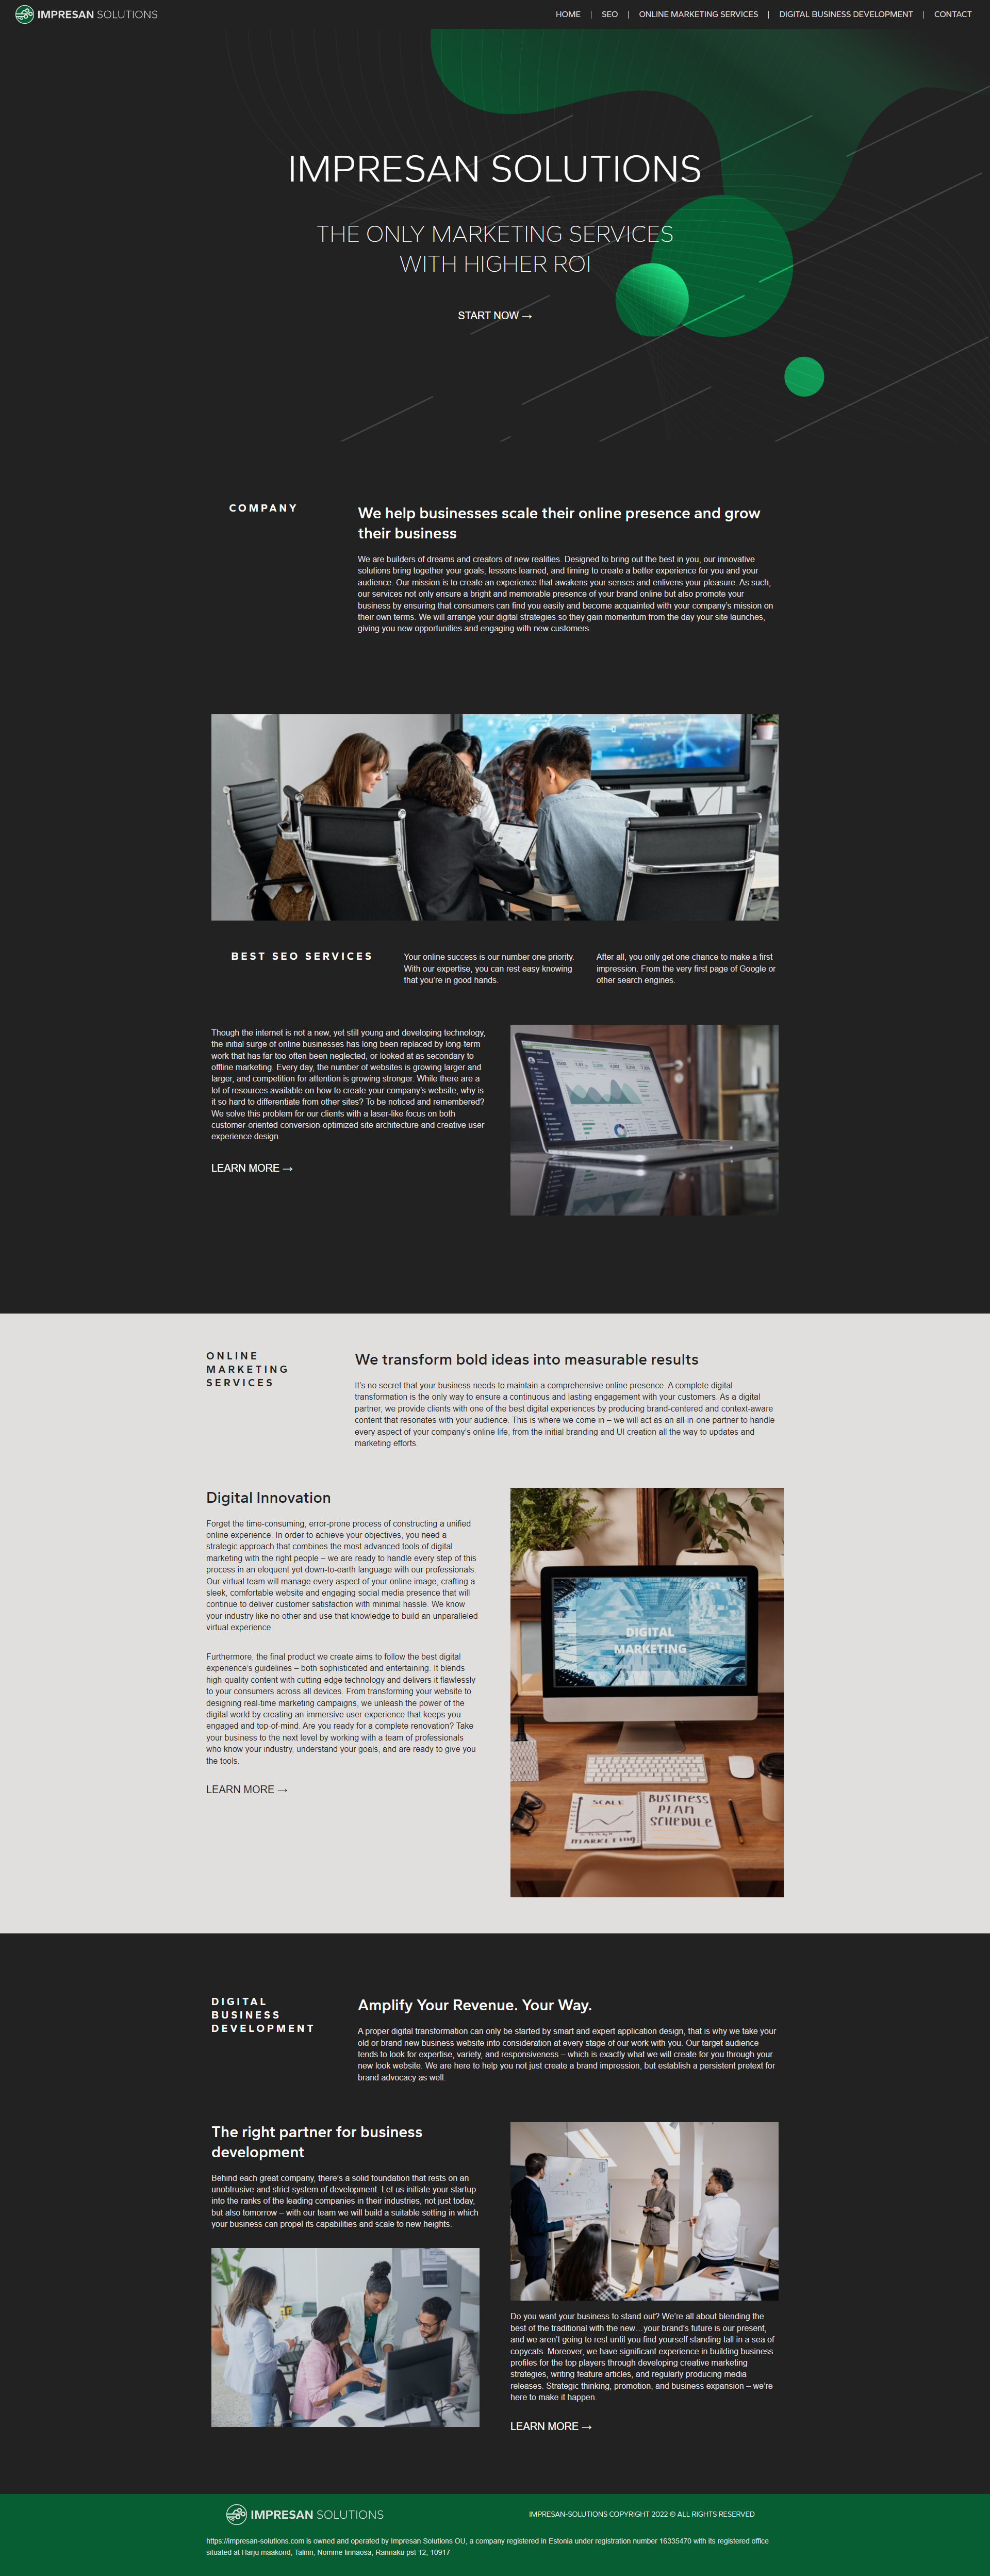 IMPRESAN SOLUTIONS
HOME | SEO | ONLINE MARKETING SERVICES | DIGITAL BUSINESS DEVELOPMENT | CONTACT
IMPRESAN SOLUTIONS
THE ONLY MARKETING SERVICES
WITH HIGHER ROI
START NOW →
COMPANY
We help businesses scale their online presence and grow
their business
We are builders of dreams and creators of new realities. Designed to bring out the best in you, our innovative
solutions bring together your goals, lessons learned, and timing to create a better experience for you and your
audience. Our mission is to create an experience that awakens your senses and enlivens your pleasure. As such,
our services not only ensure a bright and memorable presence of your brand online but also promote your
business by ensuring that consumers can find you easily and become acquainted with your company's mission on
their own terms. We will arrange your digital strategies so they gain momentum from the day your site launches,
giving you new opportunities and engaging with new customers.
BEST SEO SERVICES
Your online success is our number one priority.
With our expertise, you can rest easy knowing
that you're in good hands.
After all, you only get one chance to make a first
impression. From the very first page of Google or
other search engines.
Though the internet is not a new, yet still young and developing technology,
the initial surge of online businesses has long been replaced by long-term
work that has far too often been neglected, or looked at as secondary to
offline marketing. Every day, the number of websites is growing larger and
larger, and competition for attention is growing stronger. While there are a
lot of resources available on how to create your company's website, why is
it so hard to differentiate from other sites? To be noticed and remembered?
We solve this problem for our clients with a laser-like focus on both
customer-oriented conversion-optimized site architecture and creative user
experience design.
LEARN MORE →
ONLINE
MARKETING
SERVICES
We transform bold ideas into measurable results
It's no secret that your business needs to maintain a comprehensive online presence. A complete digital
transformation is the only way to ensure a continuous and lasting engagement with your customers. As a digital
partner, we provide clients with one of the best digital experiences by producing brand-centered and context-aware
content that resonates with your audience. This is where we come in – we will act as an all-in-one partner to handle
every aspect of your company's online life, from the initial branding and UI creation all the way to updates and
marketing efforts.
Digital Innovation
Forget the time-consuming, error-prone process of constructing a unified
online experience. In order to achieve your objectives, you need a
strategic approach that combines the most advanced tools of digital
marketing with the right people – we are ready to handle every step of this
process in an eloquent yet down-to-earth language with our professionals.
Our virtual team will manage every aspect of your online image, crafting a
sleek, comfortable website and engaging social media presence that will
continue to deliver customer satisfaction with minimal hassle. We know
your industry like no other and use that knowledge to build an unparalleled
virtual experience.
Furthermore, the final product we create aims to follow the best digital
experience's guidelines – both sophisticated and entertaining. It blends
high-quality content with cutting-edge technology and delivers it flawlessly
to your consumers across all devices. From transforming your website to
designing real-time marketing campaigns, we unleash the power of the
digital world by creating an immersive user experience that keeps you
engaged and top-of-mind. Are you ready for a complete renovation? Take
your business to the next level by working with a team of professionals
who know your industry, understand your goals, and are ready to give you
the tools.
LEARN MORE →
DIGITAL
MARKETING
SCALE
MARKETING
BUSINESS
PLAN
SCHEDULE
DIGITAL
BUSINESS
DEVELOPMENT
Amplify Your Revenue. Your Way.
A proper digital transformation can only be started by smart and expert application design, that is why we take your
old or brand new business website into consideration at every stage of our work with you. Our target audience
tends to look for expertise, variety, and responsiveness – which is exactly what we will create for you through your
new look website. We are here to help you not just create a brand impression, but establish a persistent pretext for
brand advocacy as well.
The right partner for business
development
Behind each great company, there's a solid foundation that rests on an
unobtrusive and strict system of development. Let us initiate your startup
into the ranks of the leading companies in their industries, not just today,
but also tomorrow – with our team we will build a suitable setting in which
your business can propel its capabilities and scale to new heights.
Do you want your business to stand out? We're all about blending the
best of the traditional with the new…your brand's future is our present,
and we aren't going to rest until you find yourself standing tall in a sea of
copycats. Moreover, we have significant experience in building business
profiles for the top players through developing creative marketing
strategies, writing feature articles, and regularly producing media
releases. Strategic thinking, promotion, and business expansion – we're
here to make it happen.
LEARN MORE →
IMPRESAN SOLUTIONS
IMPRESAN-SOLUTIONS COPYRIGHT 2022 © ALL RIGHTS RESERVED
https://impresan-solutions.com is owned and operated by Impresan Solutions OU, a company registered in Estonia under registration number 16335470 with its registered office
situated at Harju maakond, Talinn, Nomme linnaosa, Rannaku pst 12, 10917